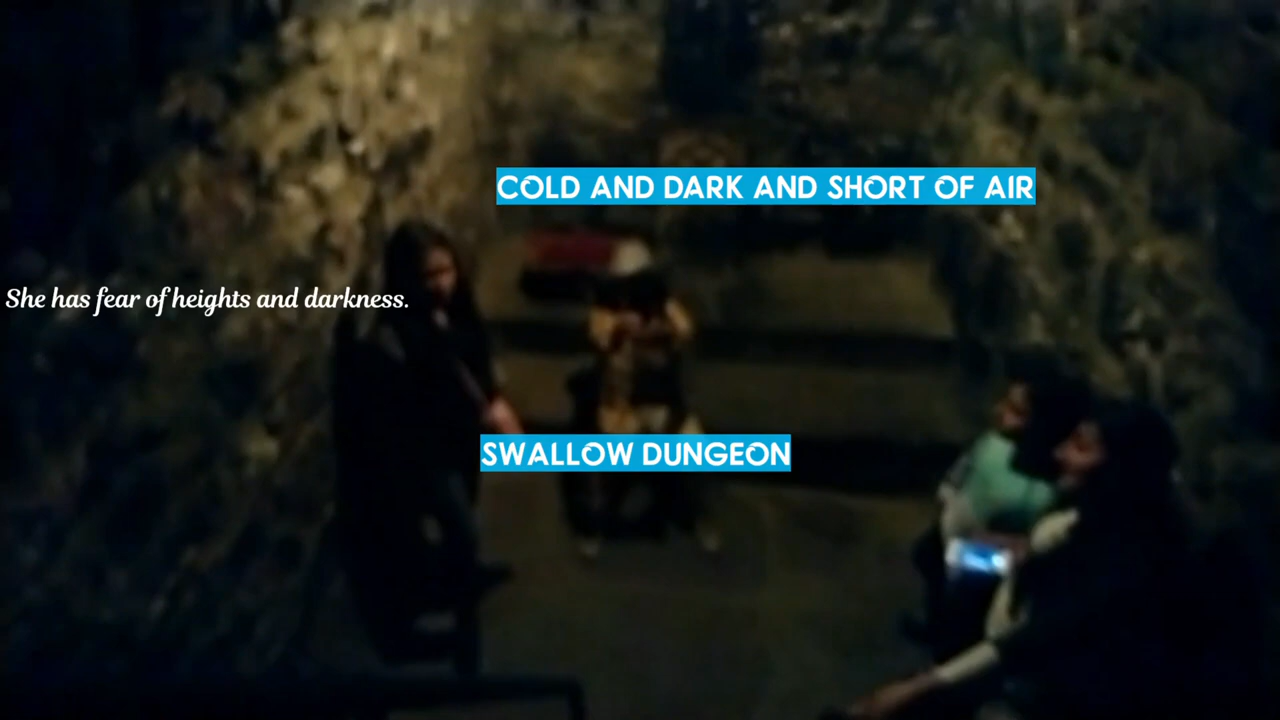 COLD AND DARK AND SHORT OF AIR
She has fear of heights and darkness.
SWALLOW DUNGEON